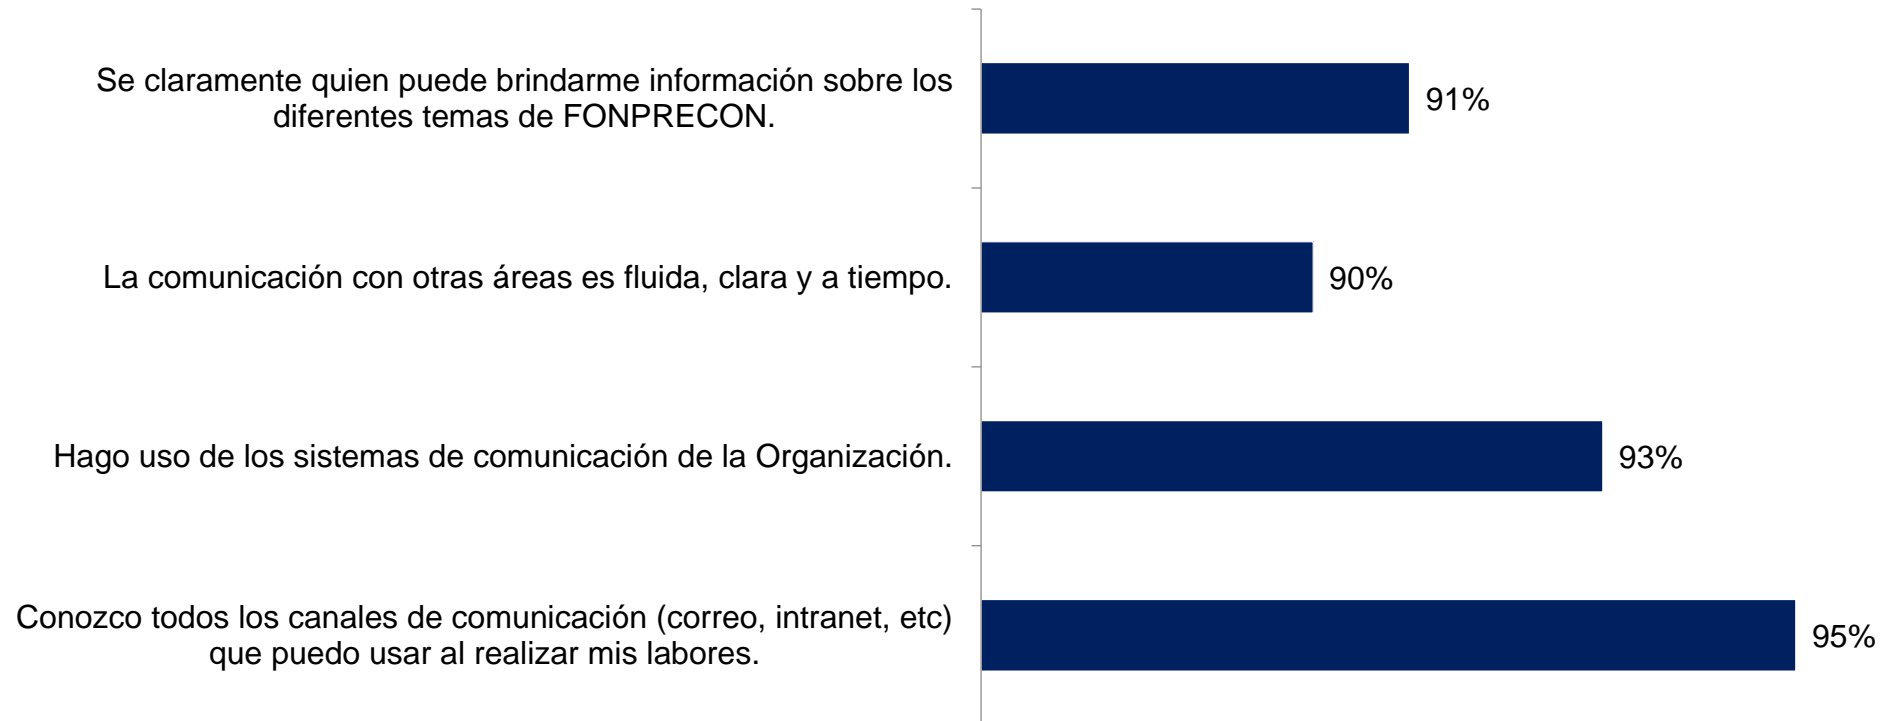 Se claramente quien puede brindarme información sobre los
diferentes temas de FONPRECON.
91%
La comunicación con otras áreas es fluida, clara y a tiempo.
90%
Hago uso de los sistemas de comunicación de la Organización.
93%
Conozco todos los canales de comunicación (correo, intranet, etc)
que puedo usar al realizar mis labores.
95%